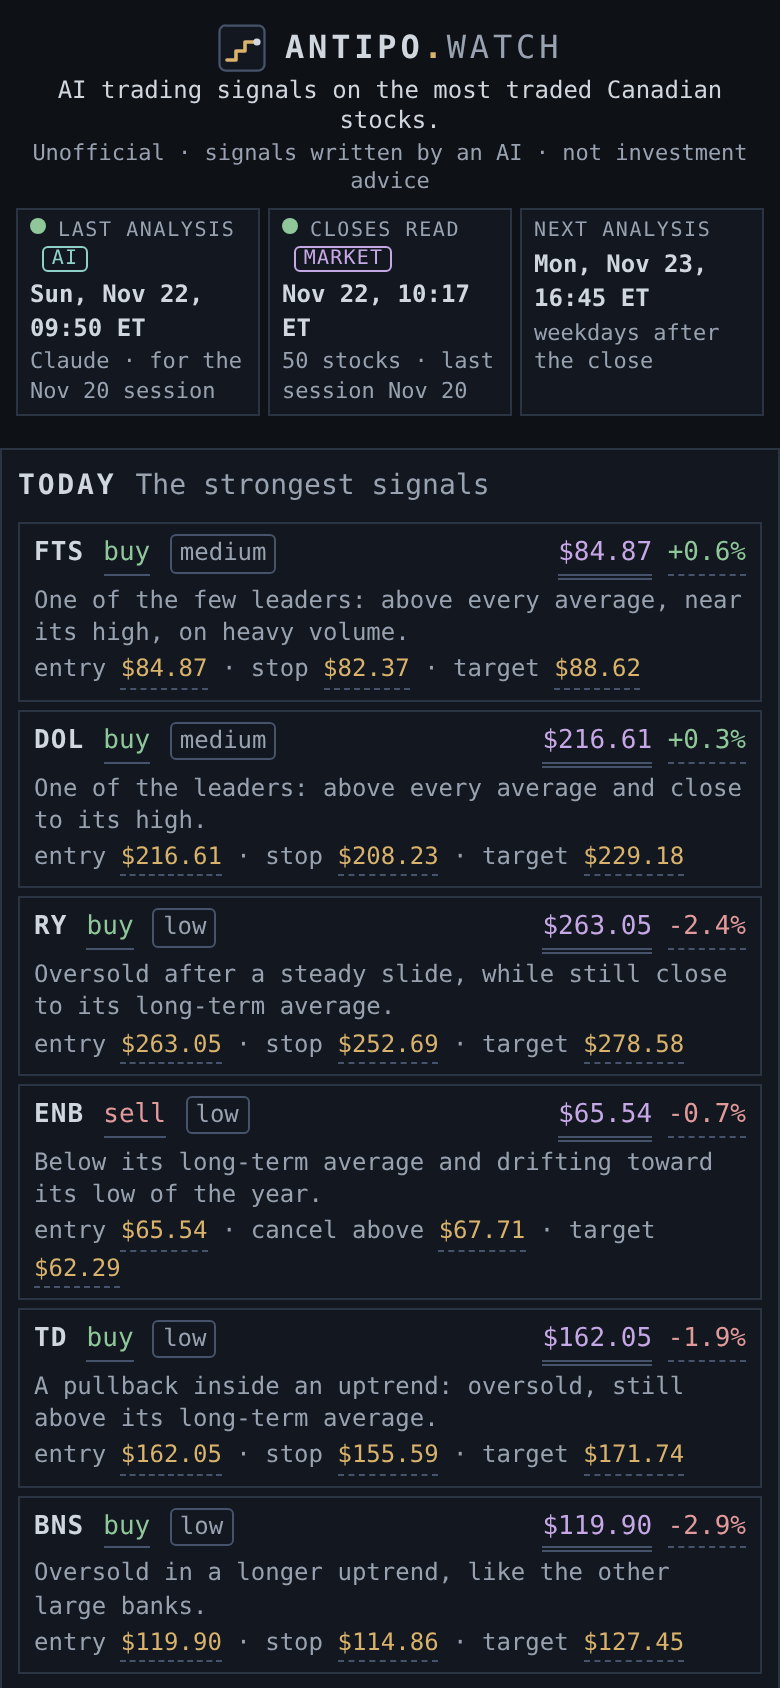 ANTIPO.WATCH
AI trading signals on the most traded Canadian
stocks.
Unofficial · signals written by an AI · not investment
advice
LAST ANALYSIS
AI
Sun, Nov 22,
09:50 ET
Claude · for the
Nov 20 session
CLOSES READ
MARKET
Nov 22, 10:17
ET
50 stocks · last
session Nov 20
NEXT ANALYSIS
Mon, Nov 23,
16:45 ET
weekdays after
the close
TODAY The strongest signals
FTS buy medium $84.87 +0.6%
One of the few leaders: above every average, near
its high, on heavy volume.
entry $84.87 · stop $82.37 · target $88.62
DOL buy medium $216.61 +0.3%
One of the leaders: above every average and close
to its high.
entry $216.61 · stop $208.23 · target $229.18
RY buy low $263.05 -2.4%
Oversold after a steady slide, while still close
to its long-term average.
entry $263.05 · stop $252.69 · target $278.58
ENB sell low $65.54 -0.7%
Below its long-term average and drifting toward
its low of the year.
entry $65.54 · cancel above $67.71 · target
$62.29
TD buy low $162.05 -1.9%
A pullback inside an uptrend: oversold, still
above its long-term average.
entry $162.05 · stop $155.59 · target $171.74
BNS buy low $119.90 -2.9%
Oversold in a longer uptrend, like the other
large banks.
entry $119.90 · stop $114.86 · target $127.45